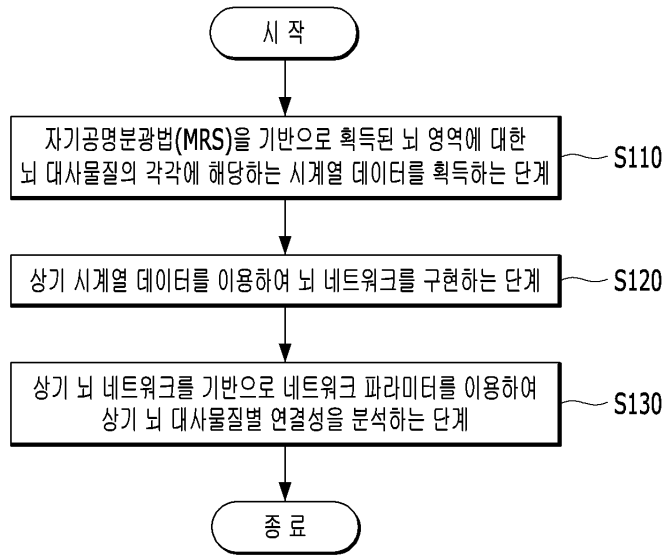 시 작
자기공명분광법(MRS)을 기반으로 획득된 뇌 영역에 대한
뇌 대사물질의 각각에 해당하는 시계열 데이터를 획득하는 단계
S110
상기 시계열 데이터를 이용하여 뇌 네트워크를 구현하는 단계
S120
상기 뇌 네트워크를 기반으로 네트워크 파라미터를 이용하여
상기 뇌 대사물질별 연결성을 분석하는 단계
S130
종 료